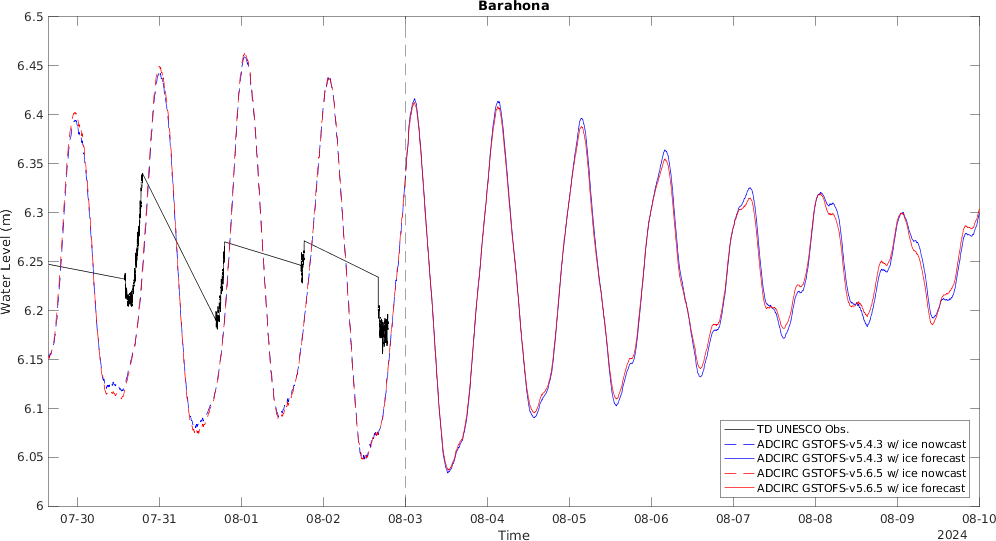 Barahona
6.5
6.45
6.4
6.35
6.3
6.25
6.2
6.15
6.1
6.05
6
Water Level (m)
TD UNESCO Obs.
ADCIRC GSTOFS-v5.4.3 w/ ice nowcast
ADCIRC GSTOFS-v5.4.3 w/ ice forecast
ADCIRC GSTOFS-v5.6.5 w/ ice nowcast
ADCIRC GSTOFS-v5.6.5 w/ ice forecast
07-30 07-31 08-01 08-02 08-03 08-04 08-05 08-06 08-07 08-08 08-09 08-10
Time
2024